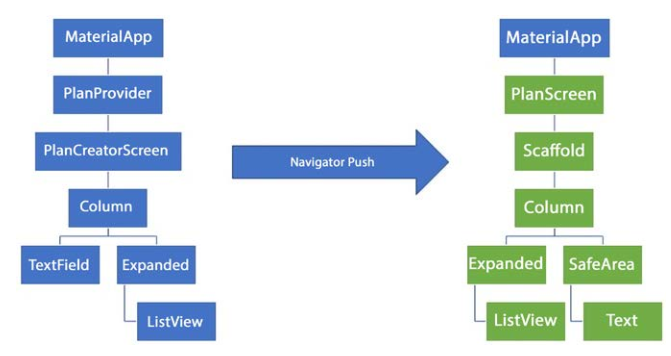 MaterialApp
PlanProvider
PlanCreatorScreen
Column
TextField
Expanded
ListView
Navigator Push
MaterialApp
PlanScreen
Scaffold
Column
Expanded
SafeArea
ListView
Text